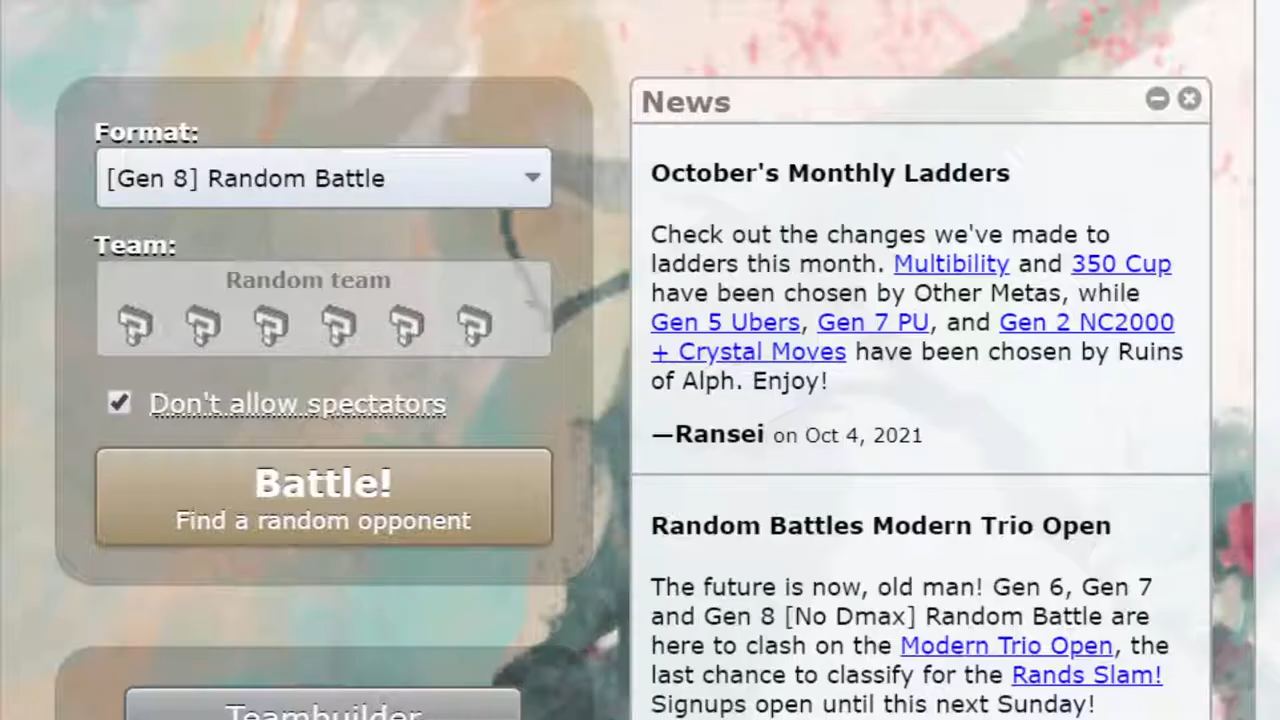 Format:
[Gen 8] Random Battle
Team:
Random team
Don't allow spectators
Battle!
Find a random opponent
Teambuilder
News
October's Monthly Ladders
Check out the changes we've made to
ladders this month. Multibility and 350 Cup
have been chosen by Other Metas, while
Gen 5 Ubers, Gen 7 PU, and Gen 2 NC2000
+ Crystal Moves have been chosen by Ruins
of Alph. Enjoy!
—Ransei on Oct 4, 2021
Random Battles Modern Trio Open
The future is now, old man! Gen 6, Gen 7
and Gen 8 [No Dmax] Random Battle are
here to clash on the Modern Trio Open, the
last chance to classify for the Rands Slam!
Signups open until this next Sunday!